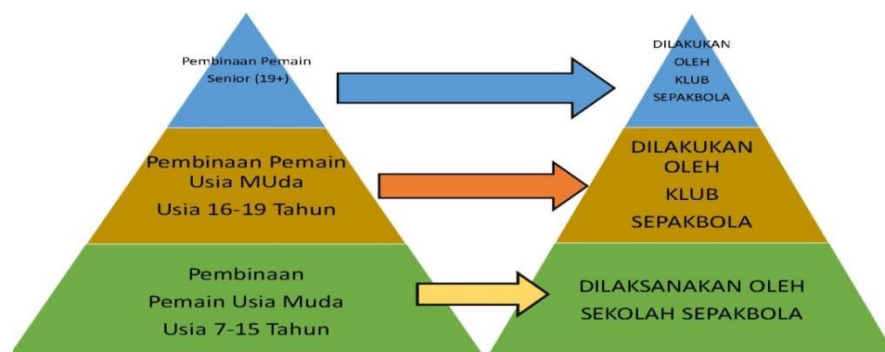 Pembinaan Pemain
Senior (19+)
DILAKUKAN
OLEH
KLUB
SEPAKBOLA
Pembinaan Pemain
Usia MUda
Usia 16-19 Tahun
DILAKUKAN
OLEH
KLUB
SEPAKBOLA
Pembinaan
Pemain Usia Muda
Usia 7-15 Tahun
DILAKSANAKAN OLEH
SEKOLAH SEPAKBOLA